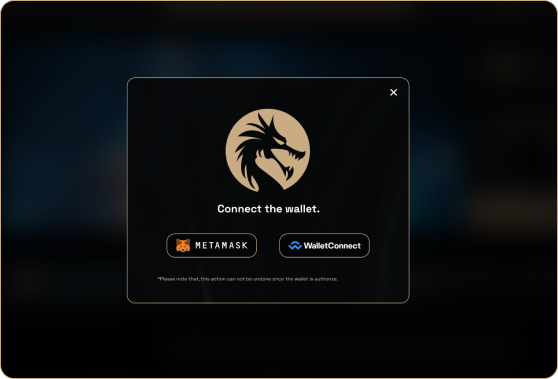 Connect the wallet.
METAMASK
WalletConnect
*Please note that, this action can not be undone once the wallet is authorize.